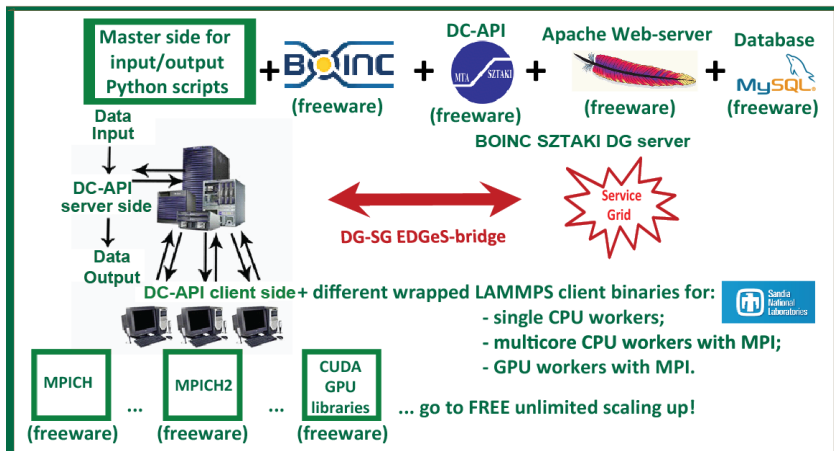 Master side for
input/output
Python scripts
+
BOINC
(freeware)
+
DC-API
MTA
SZTAKI
(freeware)
+
Apache Web-server
(freeware)
+
Database
MySQL®
(freeware)
BOINC SZTAKI DG server
Data
Input
DC-API
server side
Data
Output
DG-SG EDGeS-bridge
Service
Grid
DC-API client side + different wrapped LAMMPS client binaries for:
- single CPU workers;
- multicore CPU workers with MPI;
- GPU workers with MPI.
Sandia
National
Laboratories
MPICH
(freeware)
...
MPICH2
(freeware)
...
CUDA
GPU
libraries
(freeware)
... go to FREE unlimited scaling up!